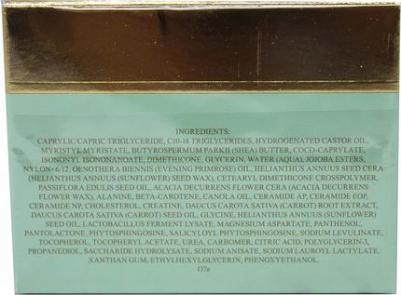 INGREDIENTS:
CAPRYLIC/CAPRIC TRIGLYCERIDE, C10-18 TRIGLYCERIDES, HYDROGENATED CASTOR OIL,
MYRISTYL MYRISTATE, BUTYROSPERMUM PARKII (SHEA) BUTTER, COCO-CAPRYLATE,
ISONONYL ISONONANOATE, DIMETHICONE, GLYCERIN, WATER (AQUA), JOJOBA ESTERS,
NYLON-6/12, OENOTHERA BIENNIS (EVENING PRIMROSE) OIL, HELIANTHUS ANNUUS SEED CERA
(HELIANTHUS ANNUUS (SUNFLOWER) SEED WAX), CETEARYL DIMETHICONE CROSSPOLYMER,
PASSIFLORA EDULIS SEED OIL, ACACIA DECURRENS FLOWER CERA (ACACIA DECURRENS
FLOWER WAX), ALANINE, BETA-CAROTENE, CANOLA OIL, CERAMIDE AP, CERAMIDE EOP,
CERAMIDE NP, CHOLESTEROL, CREATINE, DAUCUS CAROTA SATIVA (CARROT) ROOT EXTRACT,
DAUCUS CAROTA SATIVA (CARROT) SEED OIL, GLYCINE, HELIANTHUS ANNUUS (SUNFLOWER)
SEED OIL, LACTOBACILLUS FERMENT LYSATE, MAGNESIUM ASPARTATE, PANTHENOL,
PANTOLACTONE, PHYTOSPHINGOSINE, SALICYLOYL PHYTOSPHINGOSINE, SODIUM LEVULINATE,
TOCOPHEROL, TOCOPHERYL ACETATE, UREA, CARBOMER, CITRIC ACID, POLYGLYCERIN-3,
PROPANEDIOL, SACCHARIDE HYDROLYSATE, SODIUM ANISATE, SODIUM LAUROYL LACTYLATE,
XANTHAN GUM, ETHYLHEXYLGLYCERIN, PHENOXYETHANOL.